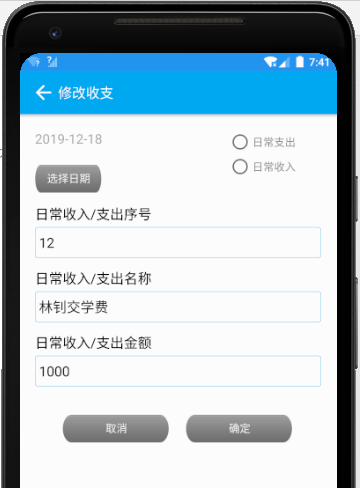 7:41
修改收支
2019-12-18
日常支出
日常收入
选择日期
日常收入/支出序号
12
日常收入/支出名称
林钊交学费
日常收入/支出金额
1000
取消
确定